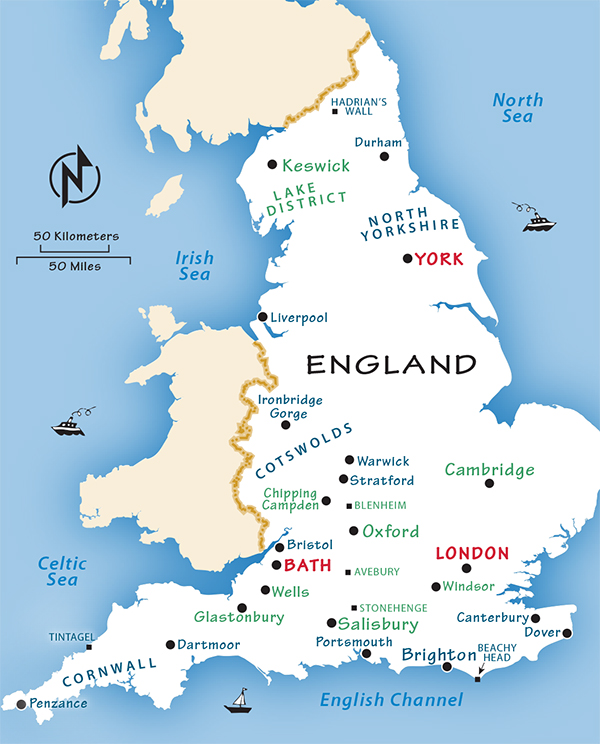 HADRIAN'S
WALL
North
Sea
Durham
Keswick
LAKE
DISTRICT
N
NORTH
YORKSHIRE
50 Kilometers
50 Miles
Irish
Sea
YORK
Liverpool
ENGLAND
Ironbridge
Gorge
COTSWOLDS
Warwick
Stratford
Cambridge
Chipping
Campden
BLENHEIM
Oxford
Bristol
LONDON
BATH
Celtic
Sea
AVEBURY
Windsor
Wells
STONEHENGE
Glastonbury
Salisbury
Canterbury
Dover
TINTAGEL
Dartmoor
Portsmouth
Brighton
BEACHY
HEAD
CORNWALL
Penzance
English Channel